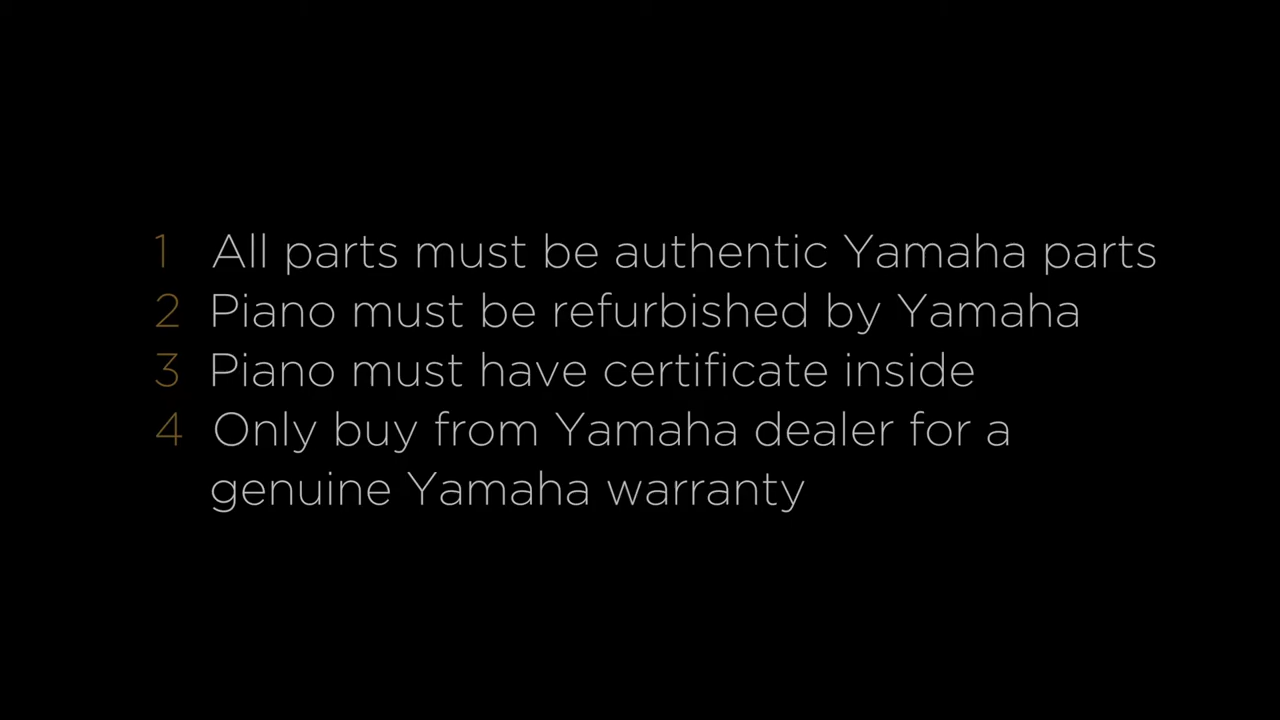 1 All parts must be authentic Yamaha parts
2 Piano must be refurbished by Yamaha
3 Piano must have certificate inside
4 Only buy from Yamaha dealer for a
genuine Yamaha warranty